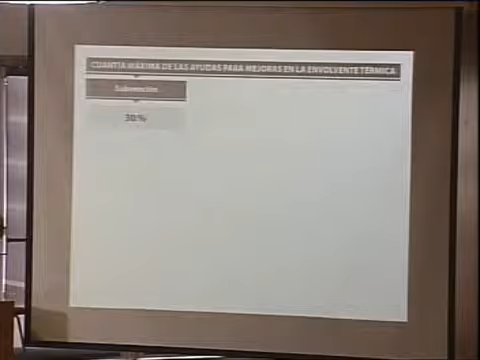 CUANTÍA MÁXIMA DE LAS AYUDAS PARA MEJORAS EN LA ENVOLVENTE TÉRMICA
Subvención
30 %